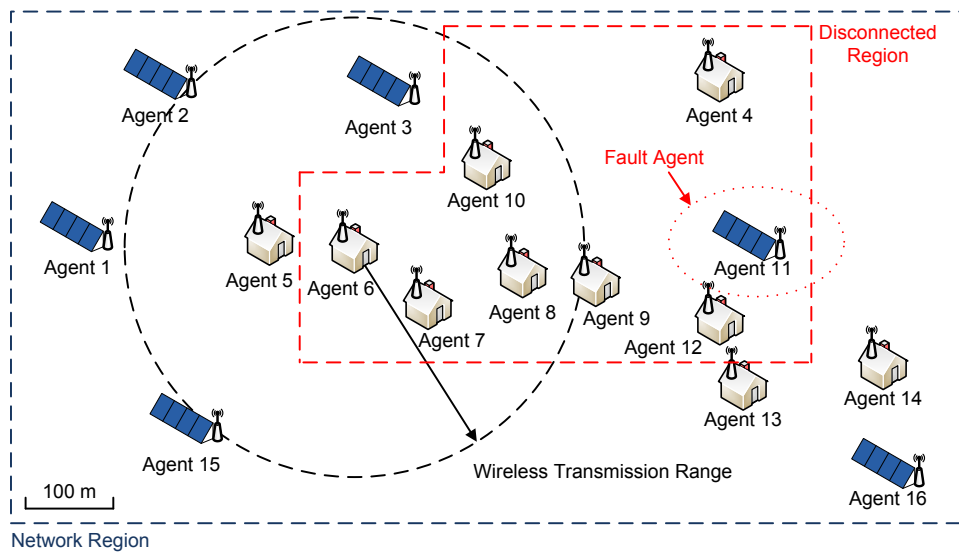 Disconnected
Region
Agent 2
Agent 3
Agent 4
Fault Agent
Agent 10
Agent 1
Agent 5
Agent 6
Agent 11
Agent 7
Agent 8
Agent 9
Agent 12
Agent 14
Agent 13
Agent 15
Wireless Transmission Range
100 m
Agent 16
Network Region